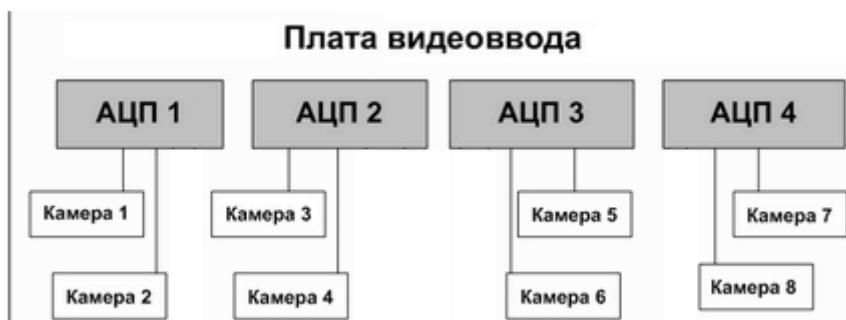 Плата видеоввода
АЦП 1
АЦП 2
АЦП 3
АЦП 4
Камера 1
Камера 3
Камера 5
Камера 7
Камера 2
Камера 4
Камера 6
Камера 8